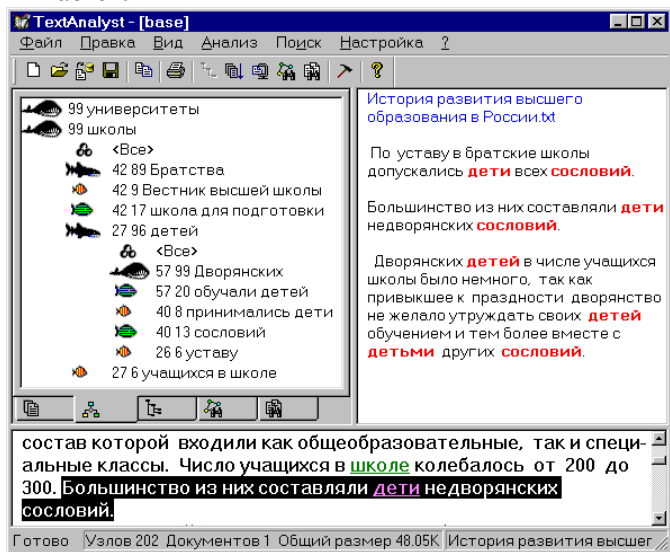 TextAnalyst - [base]
Файл Правка Вид Анализ Поиск Настройка ?
99 университеты
99 школы
<Все>
42 89 Братства
42 9 Вестник высшей школы
42 17 школа для подготовки
27 96 детей
<Все>
57 99 Дворянских
57 20 обучали детей
40 8 принимались дети
40 13 сословий
26 6 уставу
27 6 учащихся в школе
История развития высшего
образования в России.txt
По уставу в братские школы
допускались дети всех сословий.
Большинство из них составляли дети
недворянских сословий.
Дворянских детей в числе учащихся
школы было немного, так как
привыкшее к праздности дворянство
не желало утруждать своих детей
обучением и тем более вместе с
детьми других сословий.
состав которой входили как общеобразовательные, так и специ-
альные классы. Число учащихся в школе колебалось от 200 до
300. Большинство из них составляли дети недворянских
сословий.
Готово Узлов 202 Документов 1 Общий размер 48.05K История развития высшег